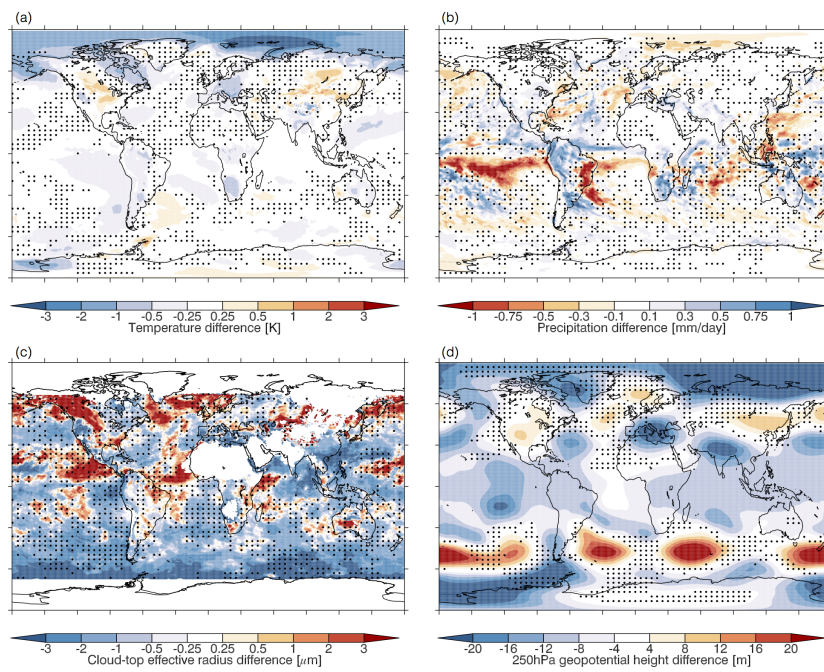 (a)
(b)
-3 -2 -1 -0.5 -0.25 0.25 0.5 1 2 3
Temperature difference [K]
-1 -0.75 -0.5 -0.3 -0.1 0.1 0.3 0.5 0.75 1
Precipitation difference [mm/day]
(c)
(d)
-3 -2 -1 -0.5 -0.25 0.25 0.5 1 2 3
Cloud-top effective radius difference [μm]
-20 -16 -12 -8 -4 4 8 12 16 20
250hPa geopotential height difference [m]